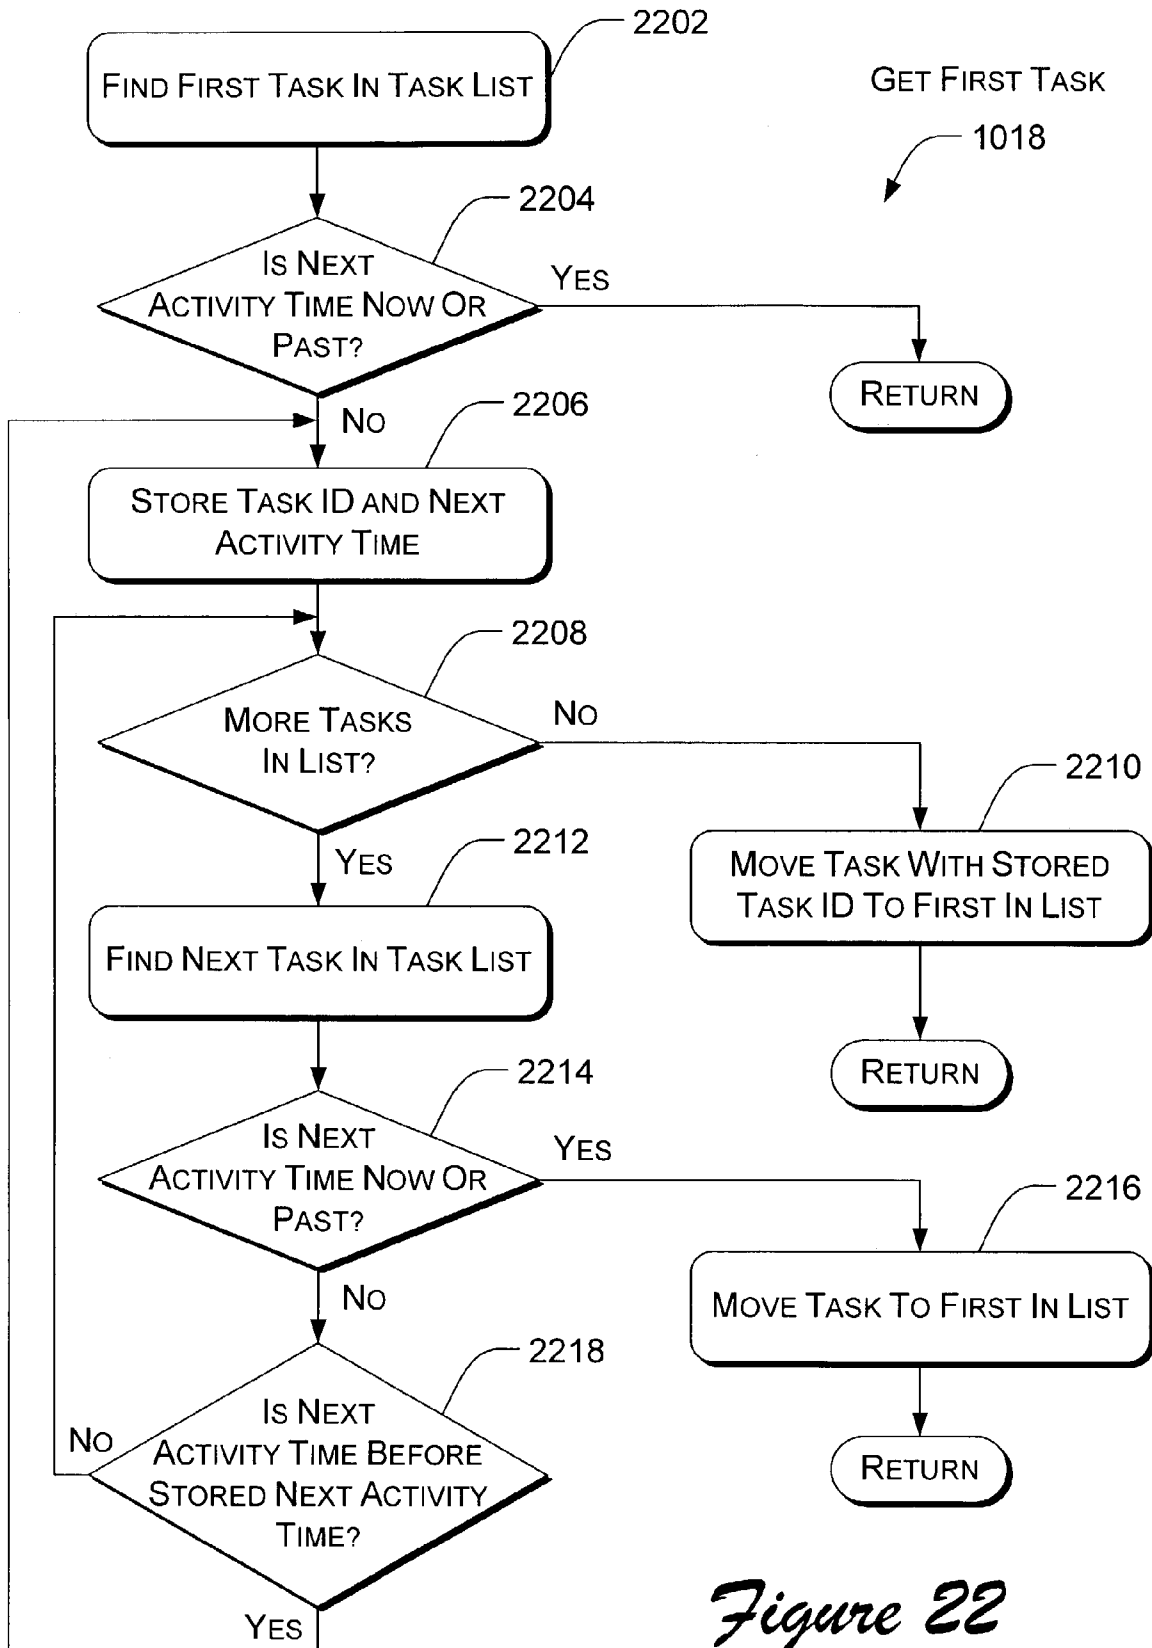 2202
FIND FIRST TASK IN TASK LIST
GET FIRST TASK
1018
2204
IS NEXT
ACTIVITY TIME NOW OR
PAST?
YES
RETURN
NO
2206
STORE TASK ID AND NEXT
ACTIVITY TIME
2208
MORE TASKS
IN LIST?
NO
2210
MOVE TASK WITH STORED
TASK ID TO FIRST IN LIST
YES
2212
FIND NEXT TASK IN TASK LIST
RETURN
2214
IS NEXT
ACTIVITY TIME NOW OR
PAST?
YES
2216
MOVE TASK TO FIRST IN LIST
NO
2218
IS NEXT
ACTIVITY TIME BEFORE
STORED NEXT ACTIVITY
TIME?
NO
RETURN
YES
Figure 22